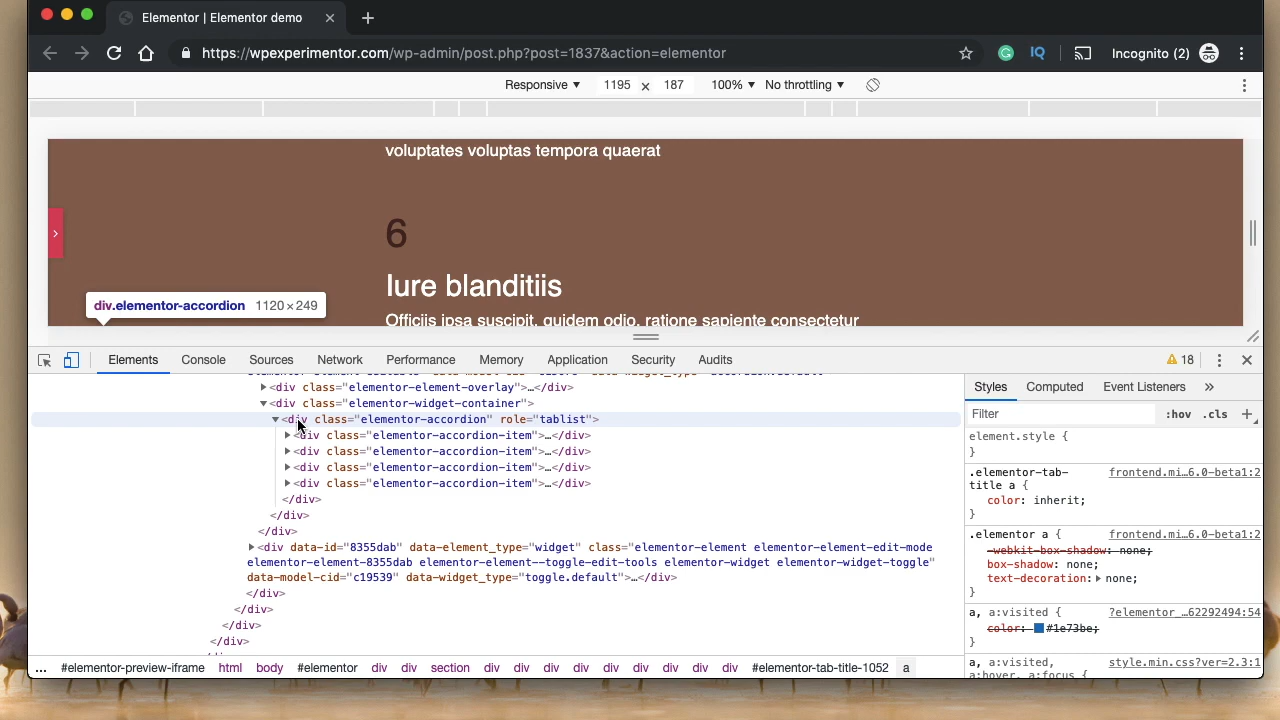 Elementor | Elementor demo
https://wpexperimentor.com/wp-admin/post.php?post=1837&action=elementor
IQ
Incognito (2)
Responsive ▼ 1195 x 187 100% ▼ No throttling ▼
voluptates voluptas tempora quaerat
6
Iure blanditiis
Officiis ipsa suscipit, quidem odio, ratione sapiente consectetur
div.elementor-accordion 1120×249
Elements Console Sources Network Performance Memory Application Security Audits 18
<div class="elementor-element-overlay">…</div>
<div class="elementor-widget-container">
<div class="elementor-accordion" role="tablist">
<div class="elementor-accordion-item">…</div>
<div class="elementor-accordion-item">…</div>
<div class="elementor-accordion-item">…</div>
<div class="elementor-accordion-item">…</div>
</div>
</div>
</div>
<div data-id="8355dab" data-element_type="widget" class="elementor-element elementor-element-edit-mode
elementor-element-8355dab elementor-element--toggle-edit-tools elementor-widget elementor-widget-toggle"
data-model-cid="c19539" data-widget_type="toggle.default">…</div>
</div>
</div>
</div>
</div>
… #elementor-preview-iframe html body #elementor div div section div div div div div div div div #elementor-tab-title-1052 a
Styles Computed Event Listeners »
Filter :hov .cls +
element.style {
}
.elementor-tab-title a { frontend.mi…6.0-beta1:2
color: inherit;
}
.elementor a { frontend.mi…6.0-beta1:2
-webkit-box-shadow: none;
box-shadow: none;
text-decoration: none;
}
a, a:visited { ?elementor_…62292494:54
color: #1e73be;
}
a, a:visited, style.min.css?ver=2.3:1
a:hover, a:focus {